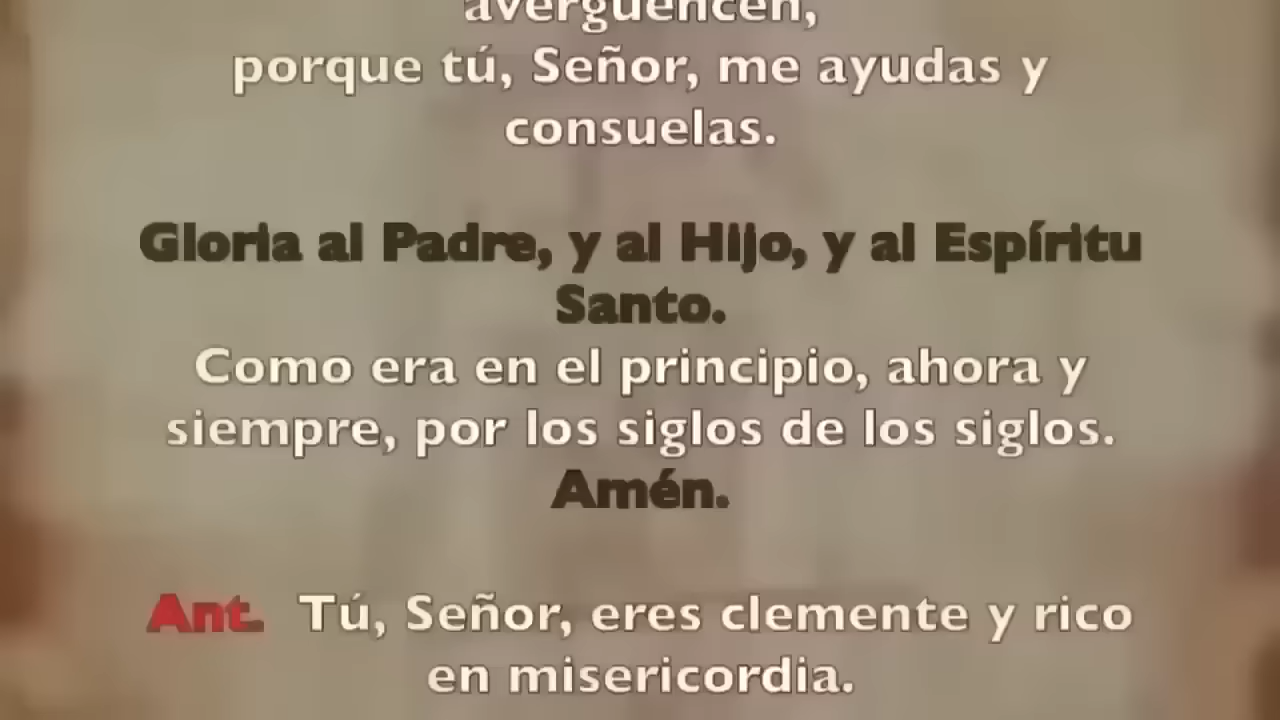 avergüencen,
porque tú, Señor, me ayudas y
consuelas.
Gloria al Padre, y al Hijo, y al Espíritu
Santo.
Como era en el principio, ahora y
siempre, por los siglos de los siglos.
Amén.
Ant. Tú, Señor, eres clemente y rico
en misericordia.